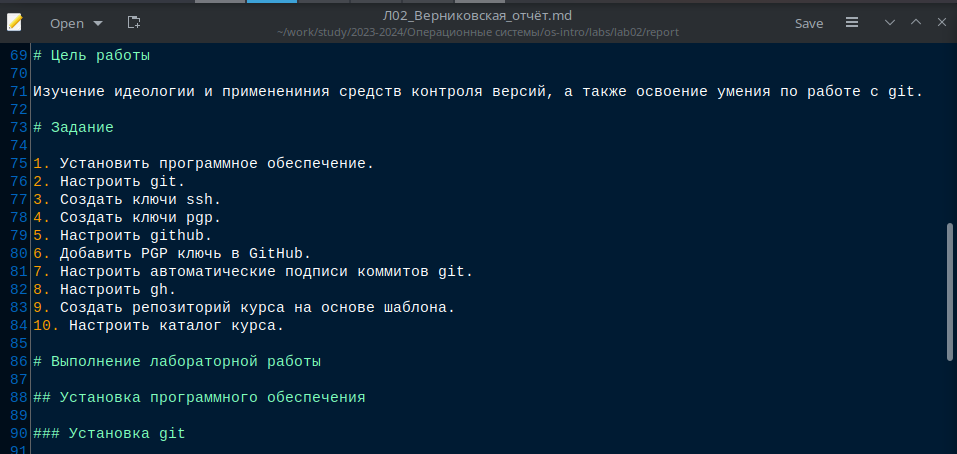 Open
Л02_Верниковская_отчёт.md
~/work/study/2023-2024/Операционные системы/os-intro/labs/lab02/report
Save
69 # Цель работы
70
71 Изучение идеологии и применениния средств контроля версий, а также освоение умения по работе с git.
72
73 # Задание
74
75 1. Установить программное обеспечение.
76 2. Настроить git.
77 3. Создать ключи ssh.
78 4. Создать ключи pgp.
79 5. Настроить github.
80 6. Добавить PGP ключь в GitHub.
81 7. Настроить автоматические подписи коммитов git.
82 8. Настроить gh.
83 9. Создать репозиторий курса на основе шаблона.
84 10. Настроить каталог курса.
85
86 # Выполнение лабораторной работы
87
88 ## Установка программного обеспечения
89
90 ### Установка git
91